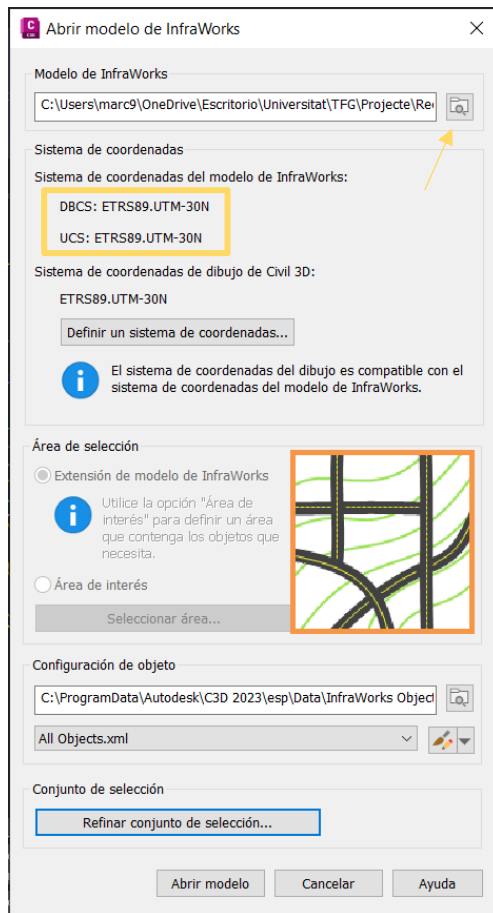 Abrir modelo de InfraWorks
Modelo de InfraWorks
C:\Users\marc9\OneDrive\Escritorio\Universitat\TFG\Projecte\Re
Sistema de coordenadas
Sistema de coordenadas del modelo de InfraWorks:
DBCS: ETRS89.UTM-30N
UCS: ETRS89.UTM-30N
Sistema de coordenadas de dibujo de Civil 3D:
ETRS89.UTM-30N
Definir un sistema de coordenadas...
El sistema de coordenadas del dibujo es compatible con el
sistema de coordenadas del modelo de InfraWorks.
Área de selección
Extensión de modelo de InfraWorks
Utilice la opción "Área de
interés" para definir un área
que contenga los objetos que
necesita.
Área de interés
Seleccionar área...
Configuración de objeto
C:\ProgramData\Autodesk\C3D 2023\esp\Data\InfraWorks Object
All Objects.xml
Conjunto de selección
Refinar conjunto de selección...
Abrir modelo Cancelar Ayuda